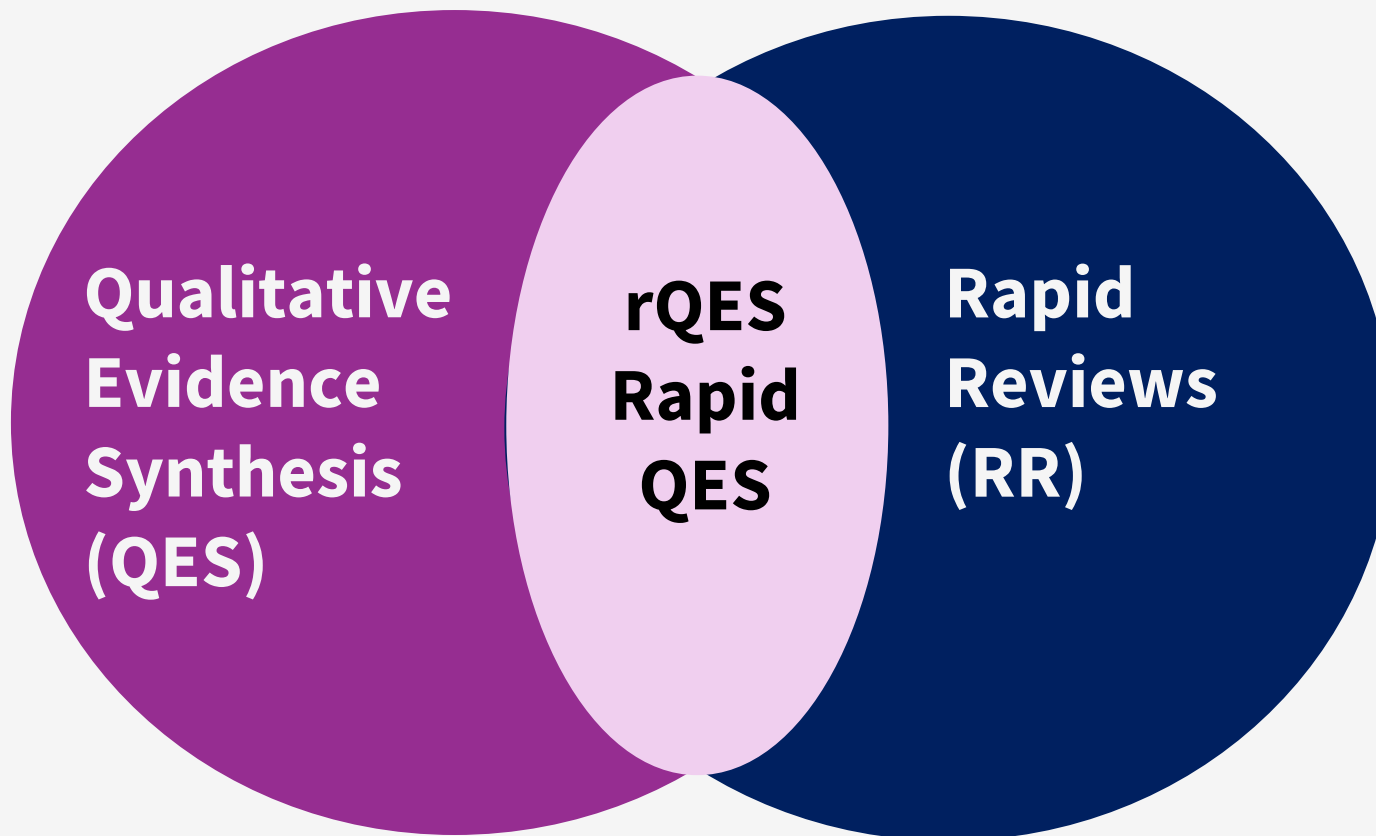 Qualitative
Evidence
Synthesis
(QES)
rQES
Rapid
QES
Rapid
Reviews
(RR)